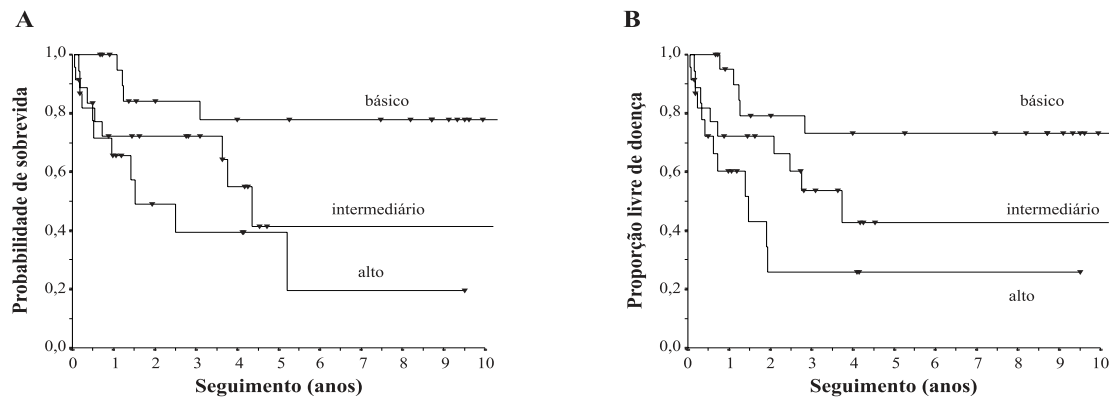 A
Probabilidade de sobrevida
1,0
0,8
0,6
0,4
0,2
0,0
básico
intermediário
alto
0 1 2 3 4 5 6 7 8 9 10
Seguimento (anos)
B
Proporção livre de doença
1,0
0,8
0,6
0,4
0,2
0,0
básico
intermediário
alto
0 1 2 3 4 5 6 7 8 9 10
Seguimento (anos)